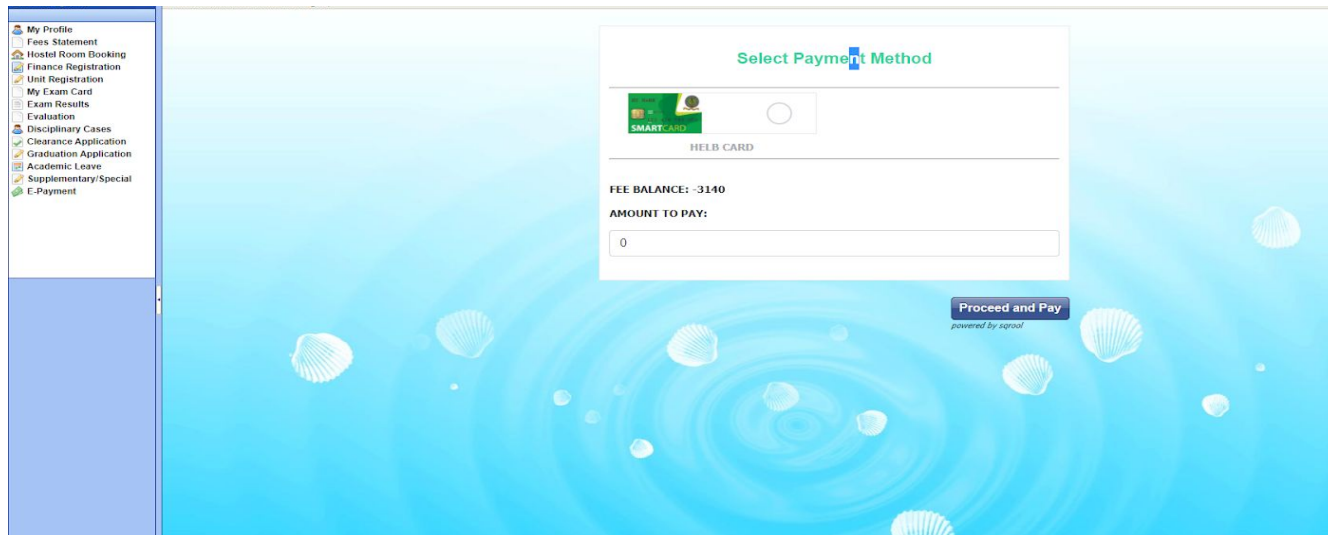 My Profile
Fees Statement
Hostel Room Booking
Finance Registration
Unit Registration
My Exam Card
Exam Results
Evaluation
Disciplinary Cases
Clearance Application
Graduation Application
Academic Leave
Supplementary/Special
E-Payment
Select Payment Method
SMARTCARD
HELB CARD
FEE BALANCE: -3140
AMOUNT TO PAY:
0
Proceed and Pay
powered by sqrool